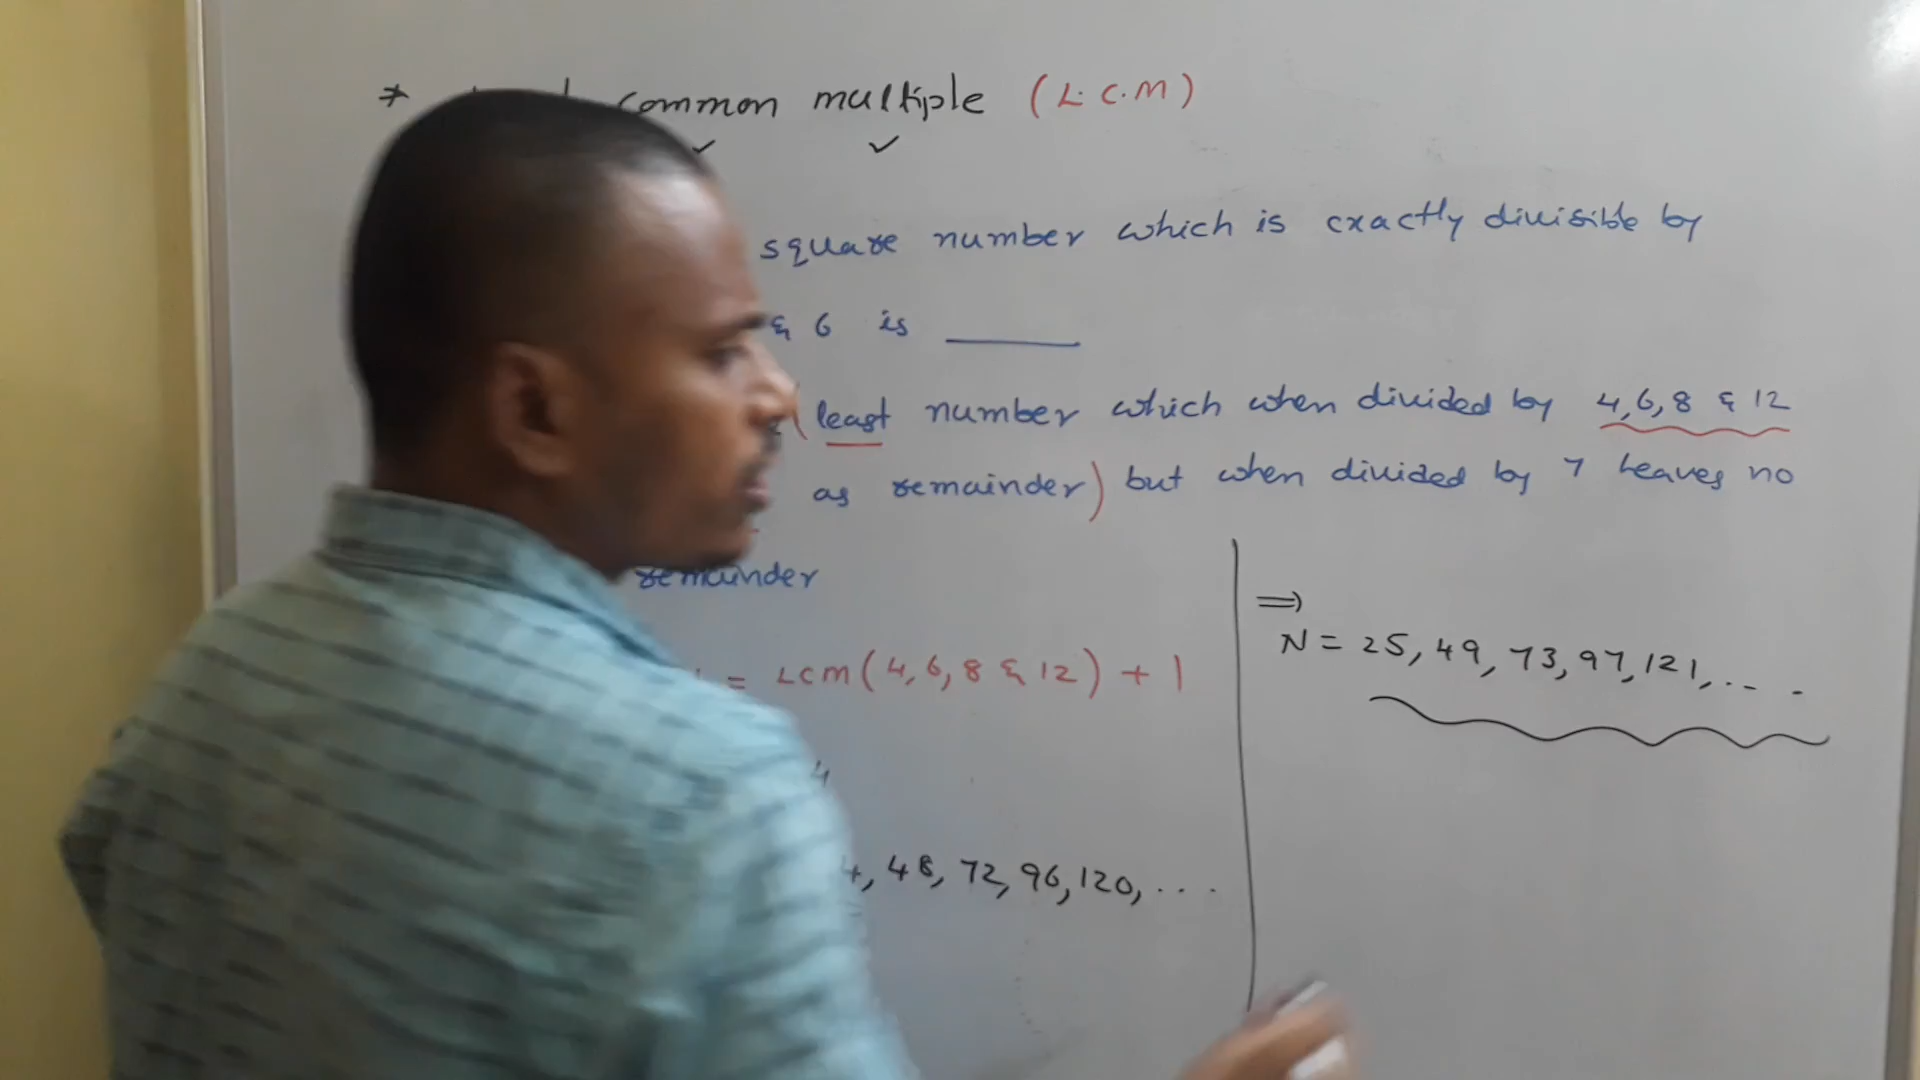 * common multiple (L.C.M)
square number which is exactly divisible by
& 6 is ______
(least number which when divided by 4,6,8 & 12
as remainder) but when divided by 7 leaves no
remainder
= LCM(4,6,8 & 12) + 1
4
4, 48, 72, 96, 120, ...
⇒
N = 25, 49, 73, 97, 121, ...